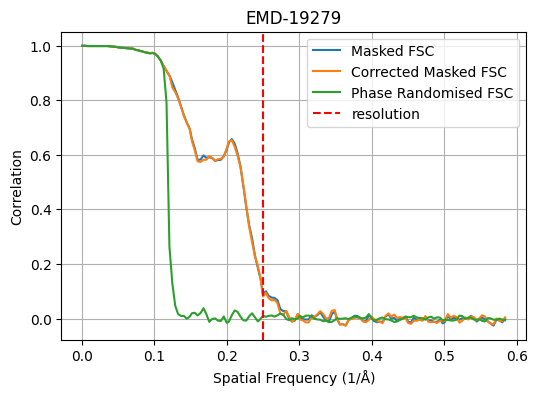 EMD-19279
Masked FSC
Corrected Masked FSC
Phase Randomised FSC
resolution
Correlation
1.0
0.8
0.6
0.4
0.2
0.0
0.0 0.1 0.2 0.3 0.4 0.5 0.6
Spatial Frequency (1/Å)